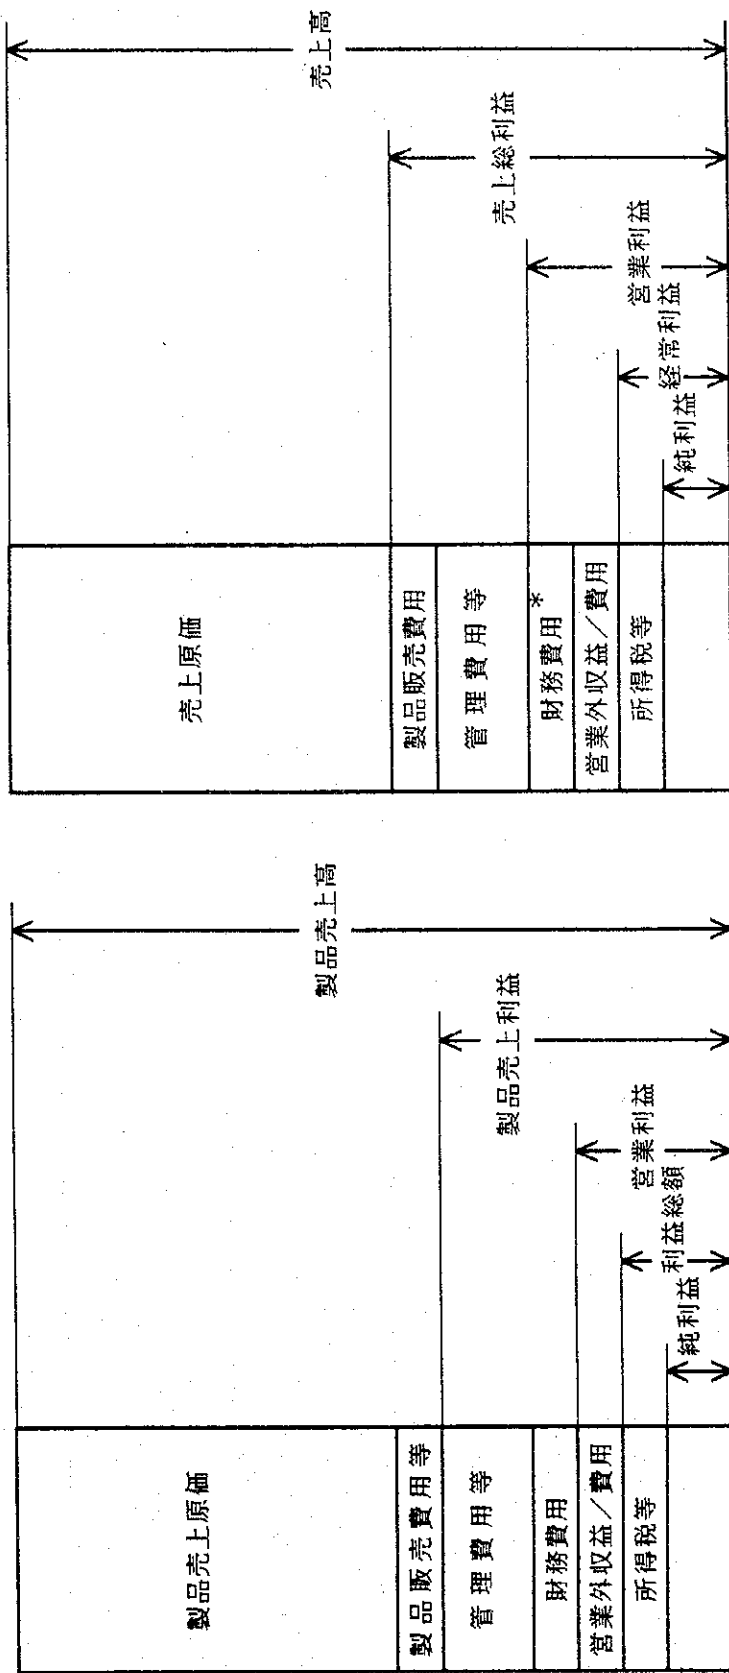 製品売上原価
製品販売費用等
管理費用等
財務費用
営業外収益／費用
所得税等
純利益
利益総額
営業利益
製品売上利益
製品売上高
売上原価
製品販売費用
管理費用等
財務費用*
営業外収益／費用
所得税等
純利益
経常利益
営業利益
売上総利益
売上高